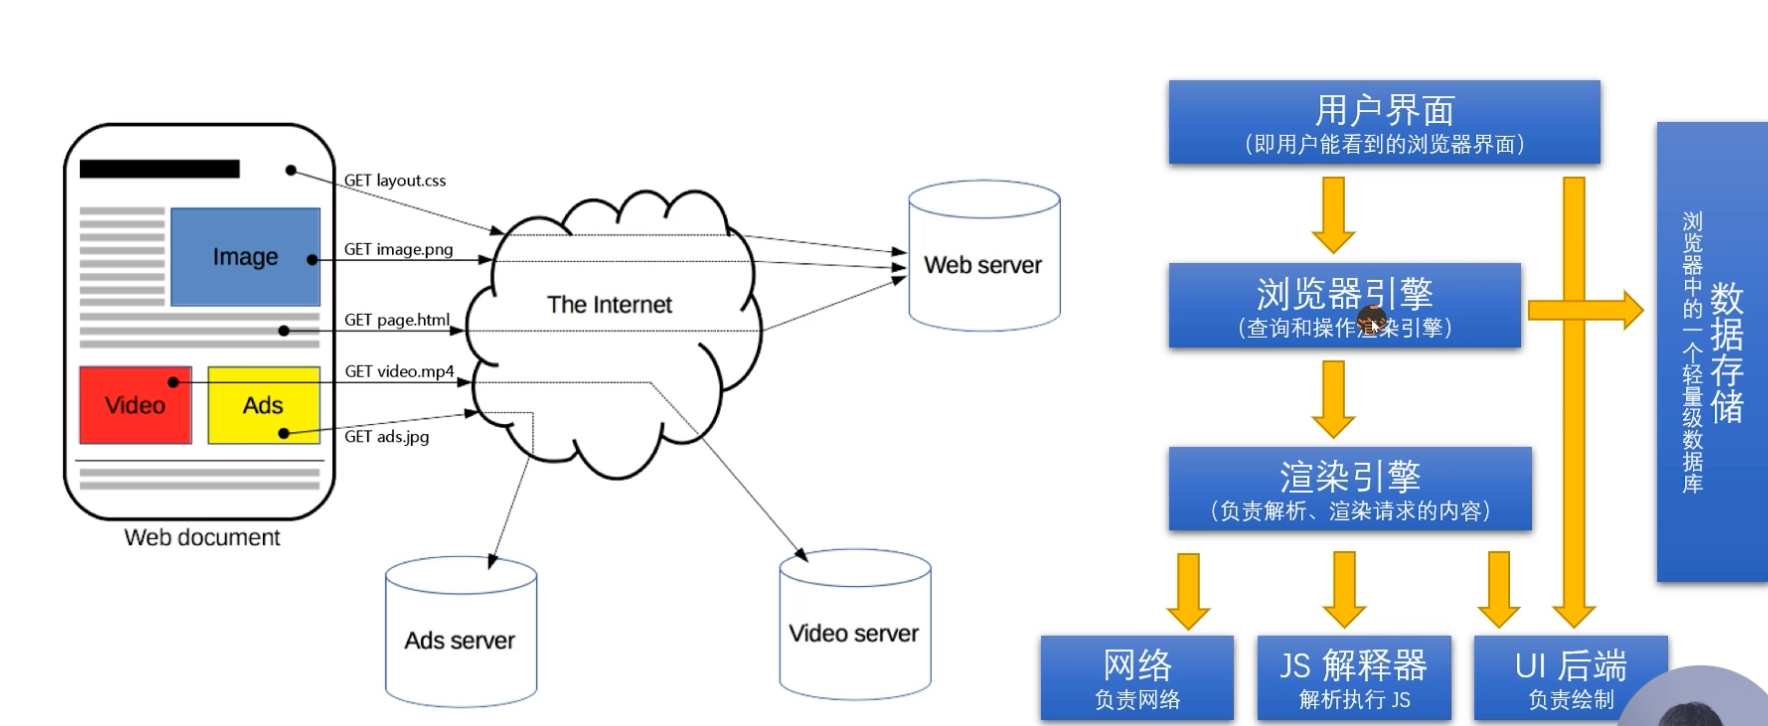 GET layout.css
Image
GET image.png
The Internet
GET page.html
Video
Ads
GET video.mp4
GET ads.jpg
Web document
Web server
Ads server
Video server
用户界面
（即用户能看到的浏览器界面）
浏览器引擎
（查询和操作渲染引擎）
渲染引擎
（负责解析、渲染请求的内容）
网络
负责网络
JS 解释器
解析执行 JS
UI 后端
负责绘制
数据存储
浏览器中的一个轻量级数据库